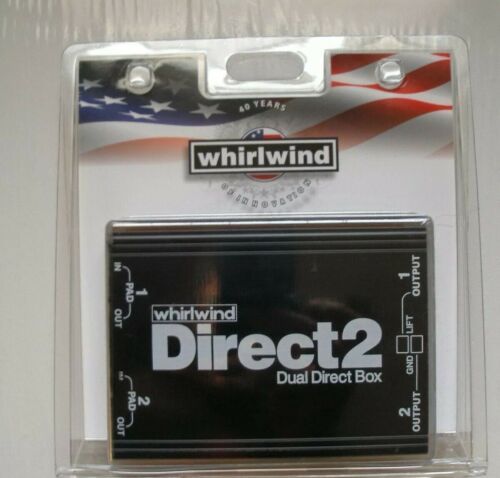 40 YEARS
whirlwind
OF INNOVATION
whirlwind
Direct2
Dual Direct Box
IN
PAD
OUT
1
2
PAD
OUT
1
OUTPUT
LIFT
GND
2
OUTPUT